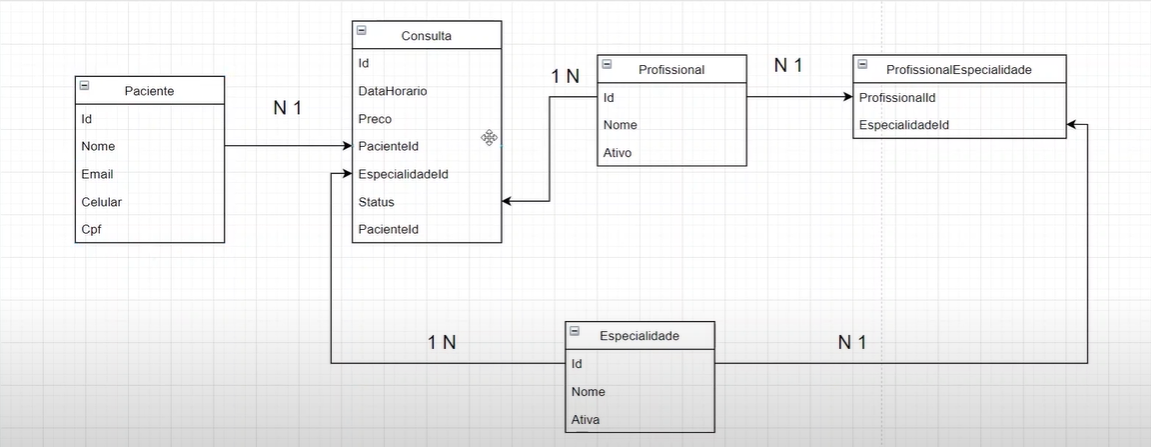 Paciente
Id
Nome
Email
Celular
Cpf
N 1
Consulta
Id
DataHorario
Preco
PacienteId
EspecialidadeId
Status
PacienteId
1 N
Profissional
Id
Nome
Ativo
N 1
ProfissionalEspecialidade
ProfissionalId
EspecialidadeId
1 N
Especialidade
Id
Nome
Ativa
N 1